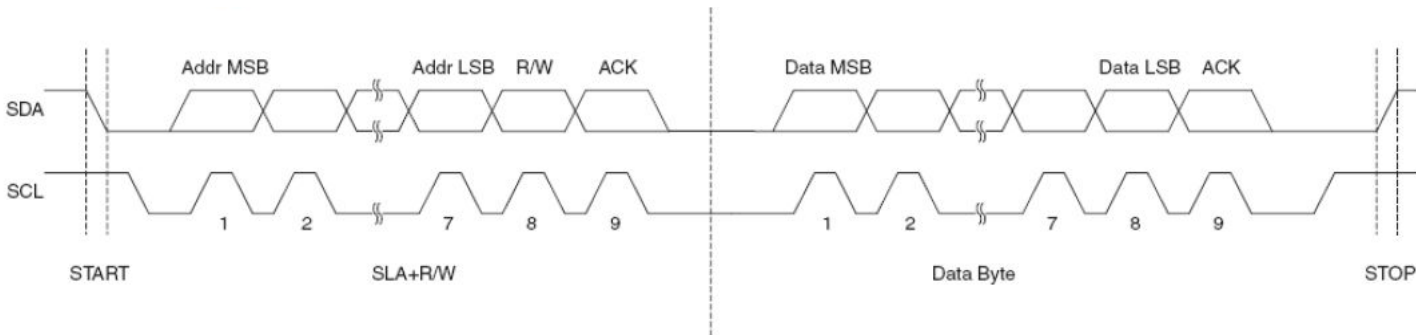 Addr MSB Addr LSB R/W ACK Data MSB Data LSB ACK
SDA
SCL
1 2 7 8 9 1 2 7 8 9
START SLA+R/W Data Byte STOP